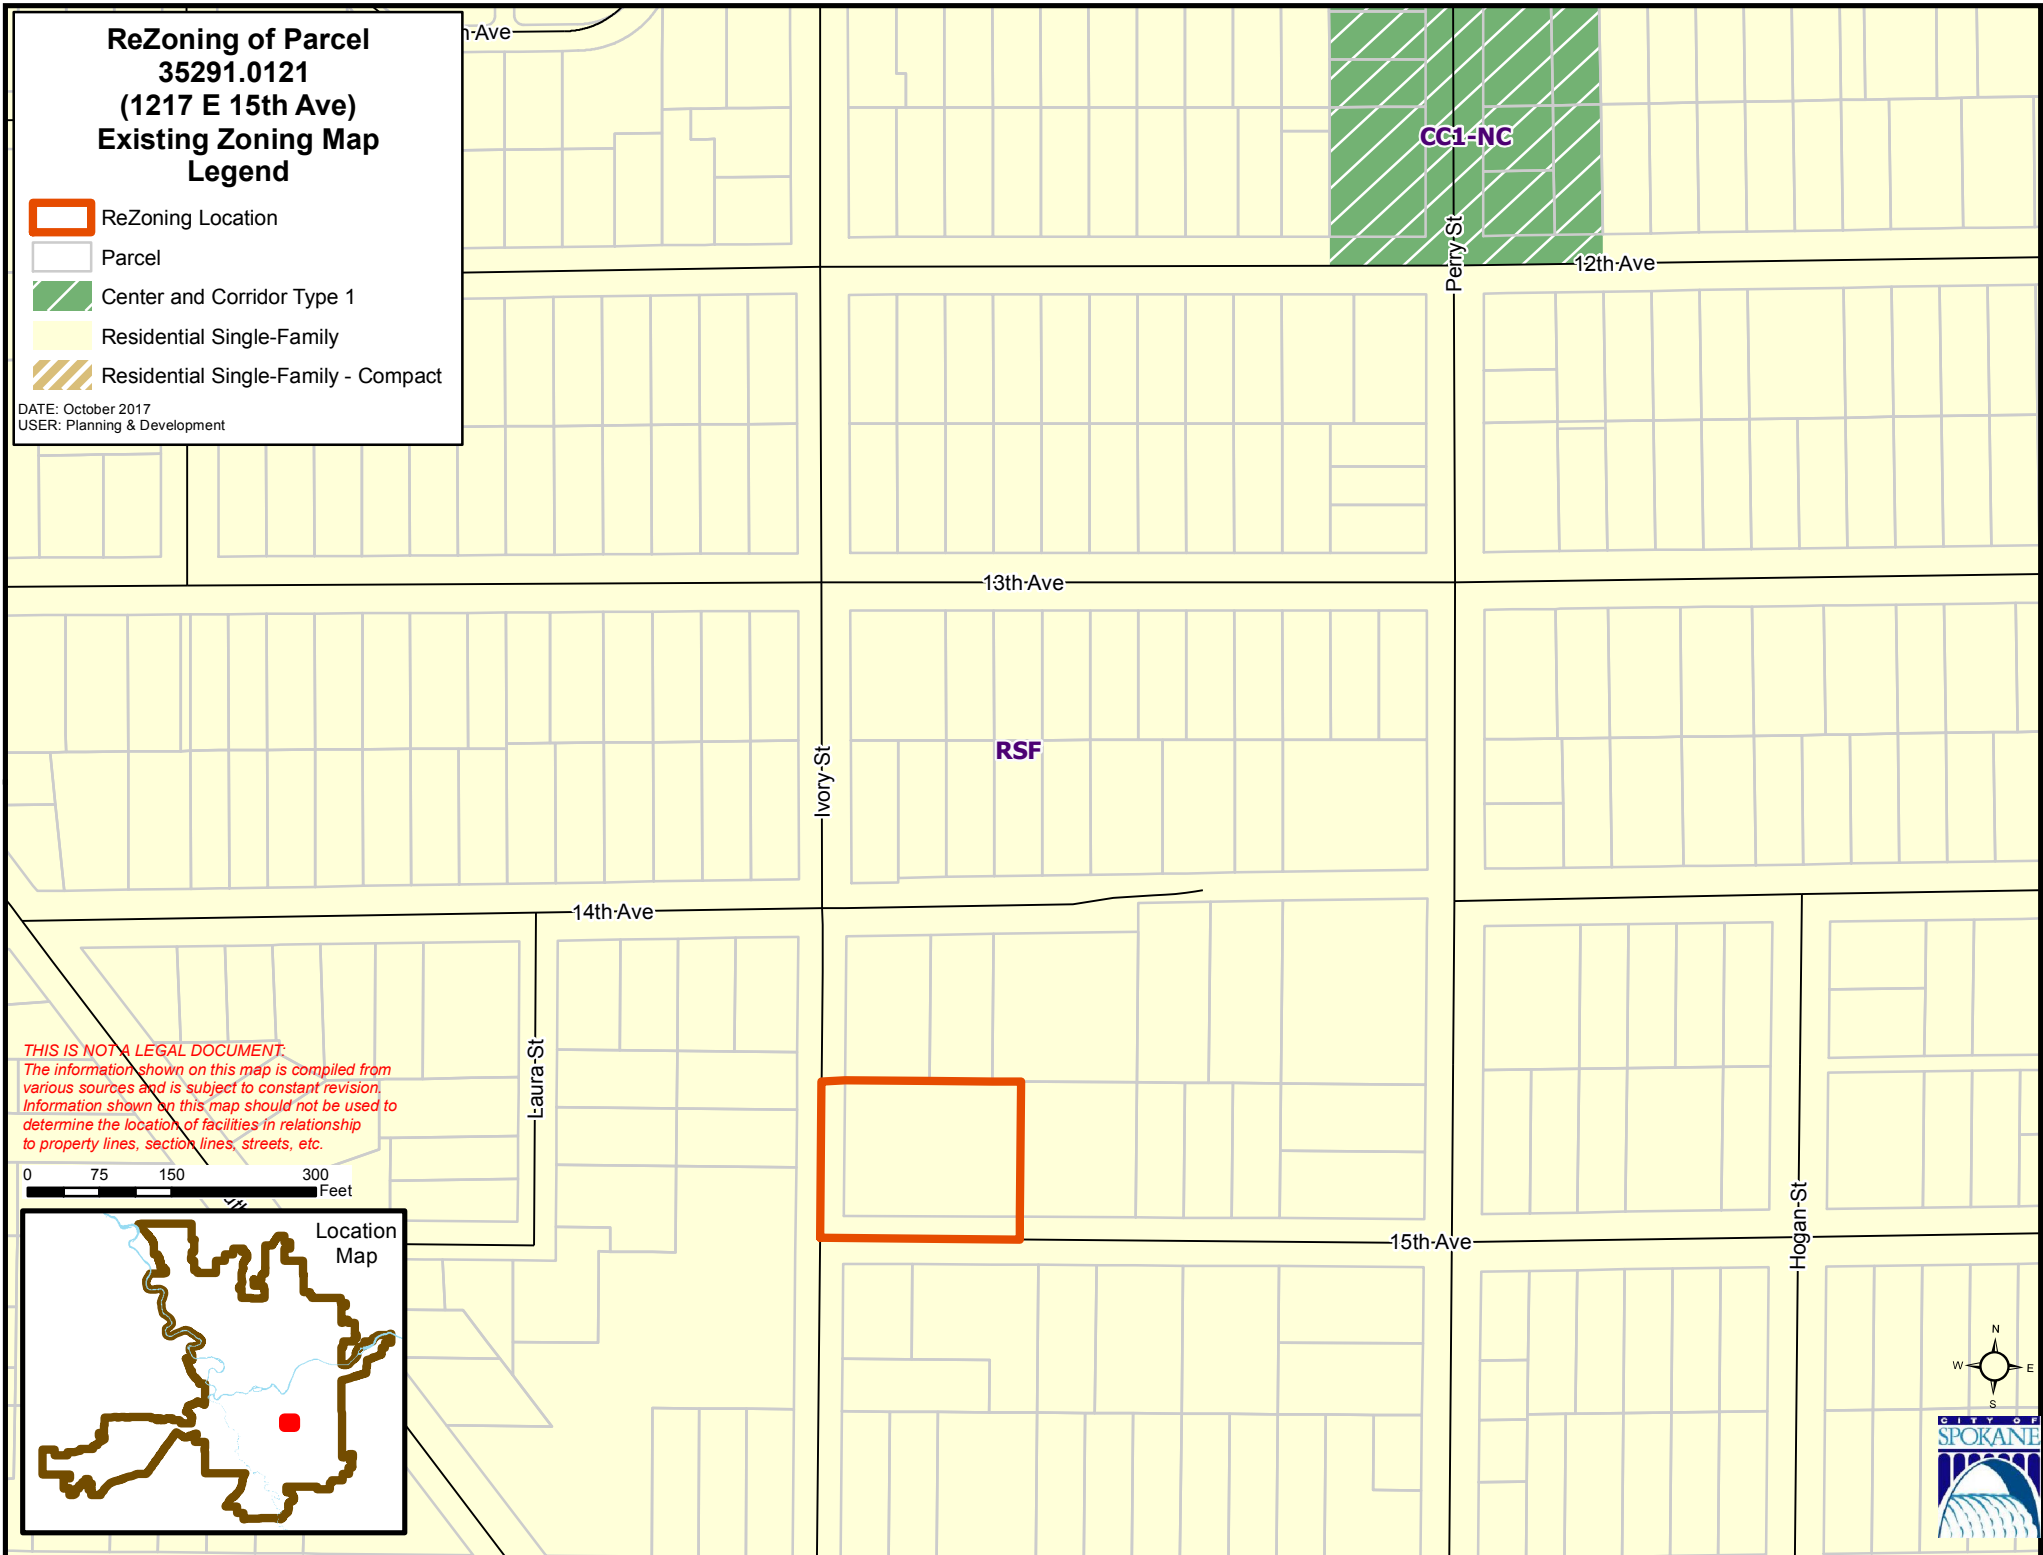 ReZoning of Parcel
35291.0121
(1217 E 15th Ave)
Existing Zoning Map
Legend
ReZoning Location
Parcel
Center and Corridor Type 1
Residential Single-Family
Residential Single-Family - Compact
DATE: October 2017
USER: Planning & Development
Ave
CC1-NC
Perry St
12th Ave
13th Ave
RSF
Ivory St
14th Ave
Laura St
15th Ave
Hogan St
THIS IS NOT A LEGAL DOCUMENT:
The information shown on this map is compiled from
various sources and is subject to constant revision.
Information shown on this map should not be used to
determine the location of facilities in relationship
to property lines, section lines, streets, etc.
0 75 150 300
Feet
Location
Map
N
W E
S
CITY OF
SPOKANE